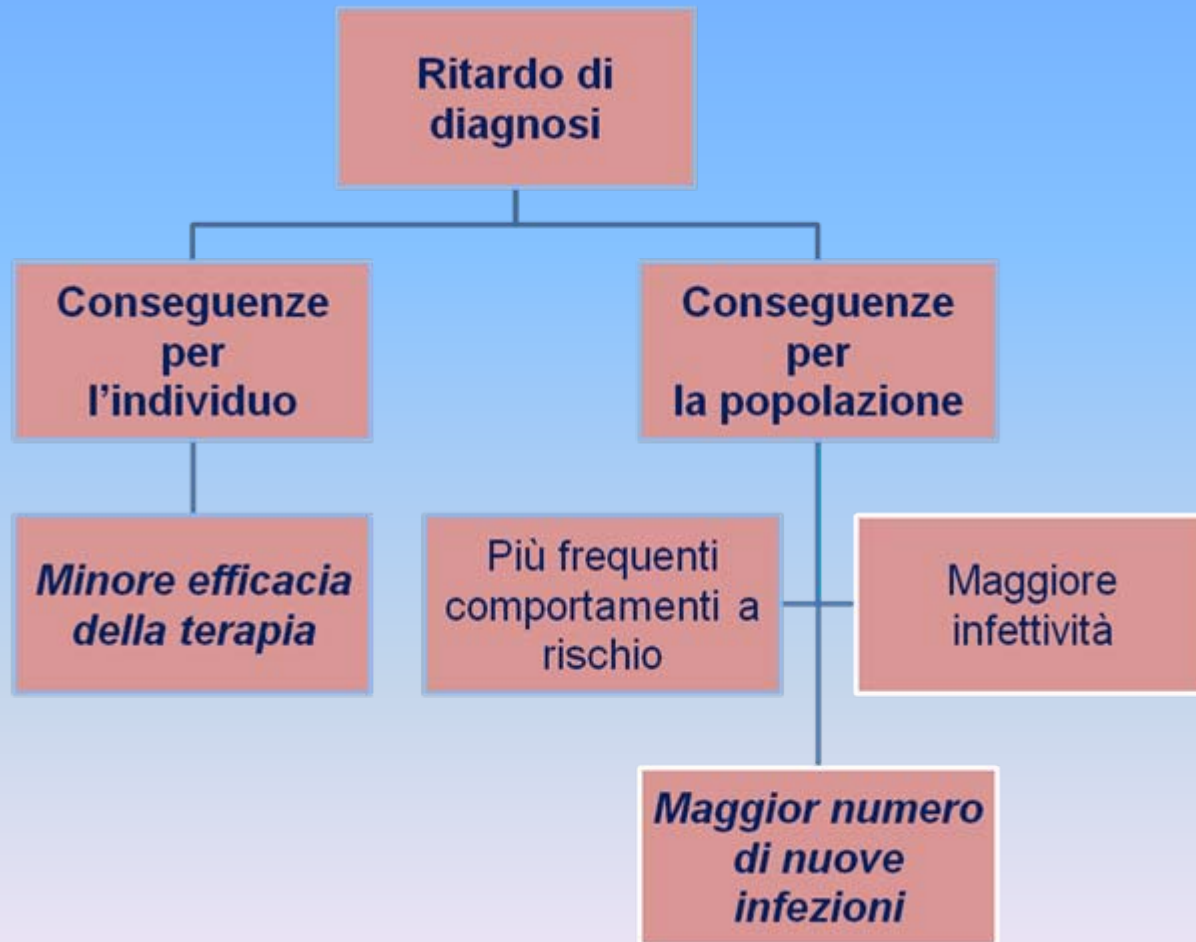 Ritardo di
diagnosi
Conseguenze
per
l’individuo
Conseguenze
per
la popolazione
Minore efficacia
della terapia
Più frequenti
comportamenti a
rischio
Maggiore
infettività
Maggior numero
di nuove
infezioni